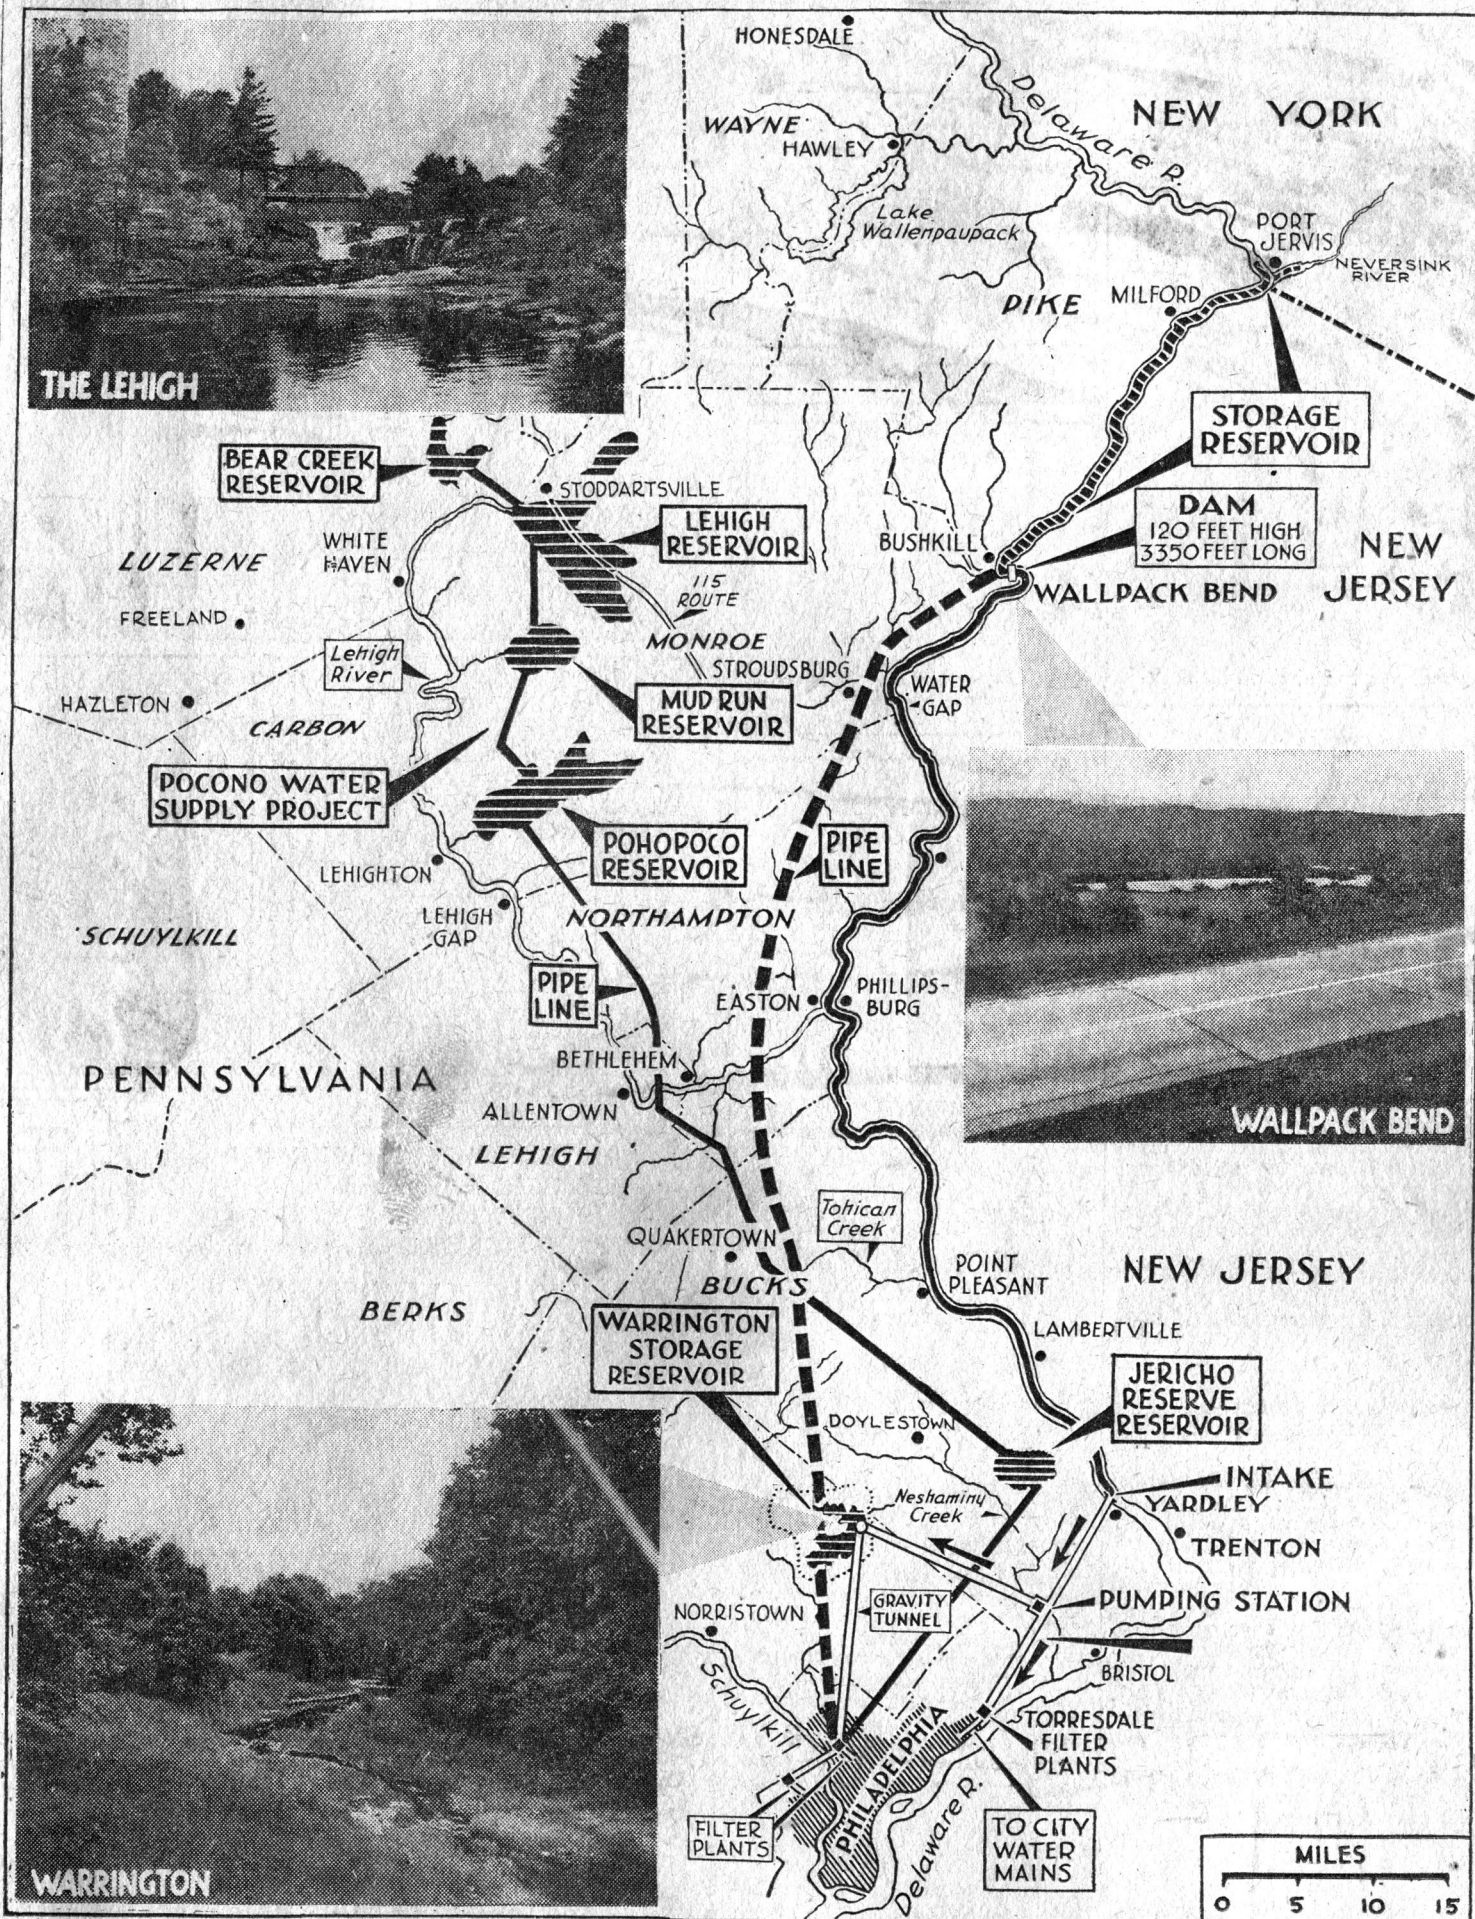 HONESDALE
Delaware R.
NEW YORK
WAYNE
HAWLEY
Lake
Wallenpaupack
PORT
JERVIS
NEVERSINK
RIVER
PIKE
MILFORD
THE LEHIGH
STORAGE
RESERVOIR
BEAR CREEK
RESERVOIR
STODDARTSVILLE
LEHIGH
RESERVOIR
DAM
120 FEET HIGH
3350 FEET LONG
NEW
JERSEY
LUZERNE
WHITE
HAVEN
BUSHKILL
WALLPACK BEND
115
ROUTE
FREELAND
MONROE
Lehigh
River
STROUDSBURG
WATER
GAP
HAZLETON
CARBON
MUD RUN
RESERVOIR
POCONO WATER
SUPPLY PROJECT
POHOPOCO
RESERVOIR
PIPE
LINE
LEHIGHTON
LEHIGH
GAP
NORTHAMPTON
SCHUYLKILL
PIPE
LINE
EASTON
PHILLIPS-
BURG
BETHLEHEM
PENNSYLVANIA
ALLENTOWN
WALLPACK BEND
LEHIGH
Tohican
Creek
QUAKERTOWN
POINT
PLEASANT
NEW JERSEY
BUCKS
BERKS
WARRINGTON
STORAGE
RESERVOIR
LAMBERTVILLE
JERICHO
RESERVE
RESERVOIR
DOYLESTOWN
INTAKE
YARDLEY
Neshaminy
Creek
TRENTON
GRAVITY
TUNNEL
PUMPING STATION
NORRISTOWN
BRISTOL
Schuylkill
PHILADELPHIA
TORRESDALE
FILTER
PLANTS
FILTER
PLANTS
Delaware R.
TO CITY
WATER
MAINS
WARRINGTON
MILES
0 5 10 15